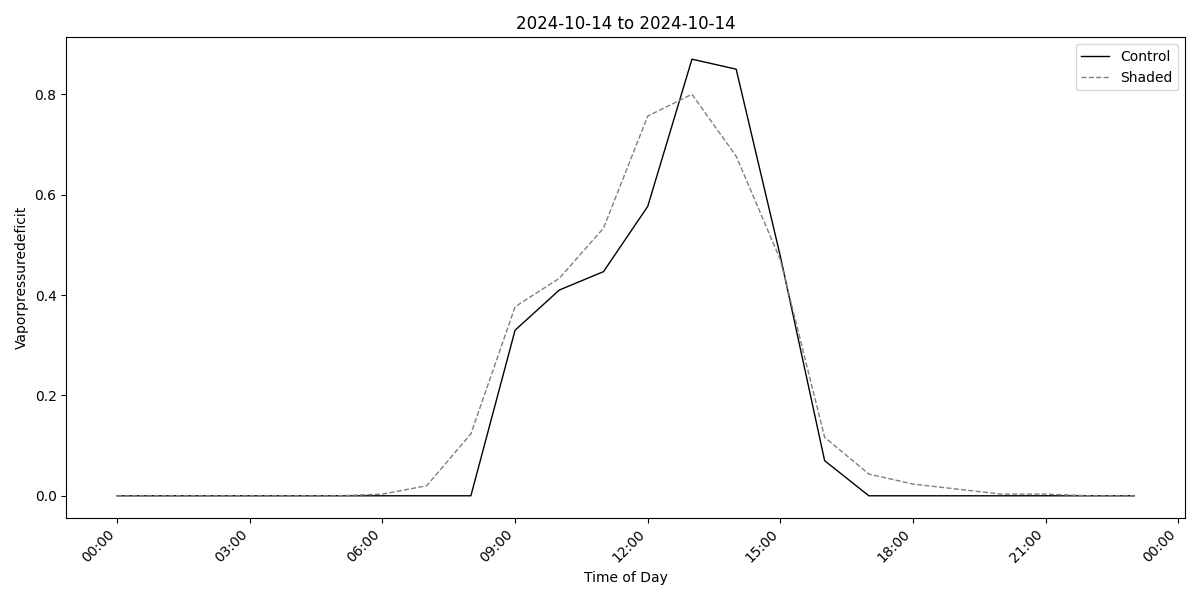 2024-10-14 to 2024-10-14
Control
Shaded
Vaporpressuredeficit
0.8
0.6
0.4
0.2
0.0
00:00
03:00
06:00
09:00
12:00
15:00
18:00
21:00
00:00
Time of Day